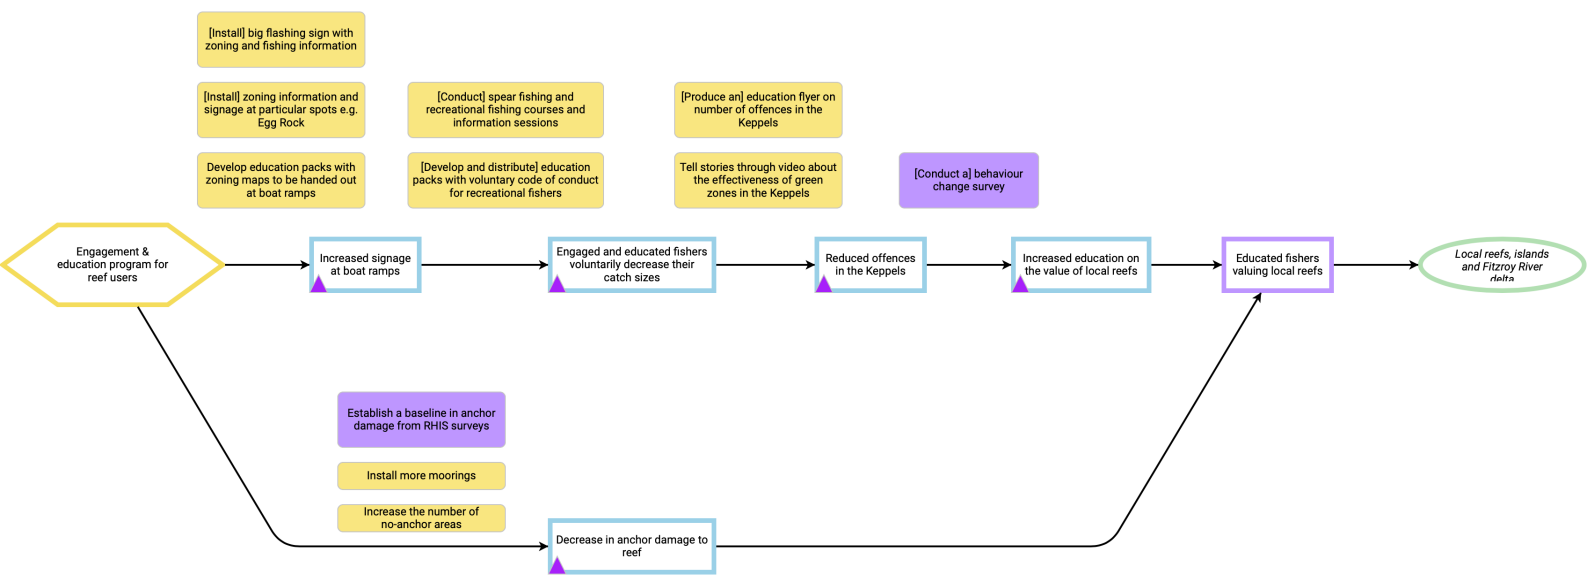 [Install] big flashing sign with
zoning and fishing information
[Install] zoning information and
signage at particular spots e.g.
Egg Rock
[Conduct] spear fishing and
recreational fishing courses and
information sessions
[Produce an] education flyer on
number of offences in the
Keppels
Develop education packs with
zoning maps to be handed out
at boat ramps
[Develop and distribute] education
packs with voluntary code of conduct
for recreational fishers
Tell stories through video about
the effectiveness of green
zones in the Keppels
[Conduct a] behaviour
change survey
Engagement &
education program for
reef users
Increased signage
at boat ramps
Engaged and educated fishers
voluntarily decrease their
catch sizes
Reduced offences
in the Keppels
Increased education on
the value of local reefs
Educated fishers
valuing local reefs
Local reefs, islands
and Fitzroy River
delta
Establish a baseline in anchor
damage from RHIS surveys
Install more moorings
Increase the number of
no-anchor areas
Decrease in anchor damage to
reef